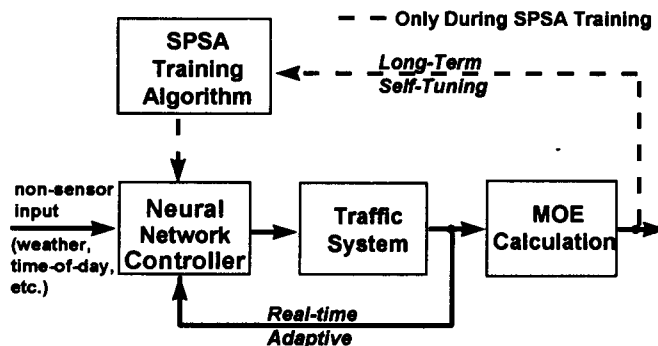 Only During SPSA Training
SPSA
Training
Algorithm
Long-Term
Self-Tuning
non-sensor
input
(weather,
time-of-day,
etc.)
Neural
Network
Controller
Traffic
System
MOE
Calculation
Real-time
Adaptive